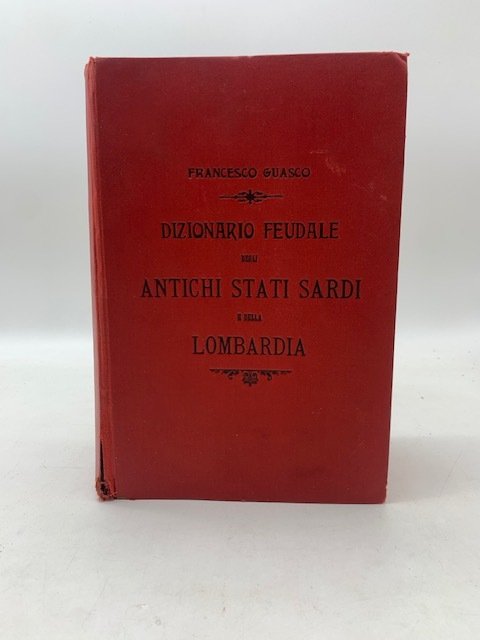 FRANCESCO GUASCO
DIZIONARIO FEUDALE
DEGLI
ANTICHI STATI SARDI
E DELLA
LOMBARDIA